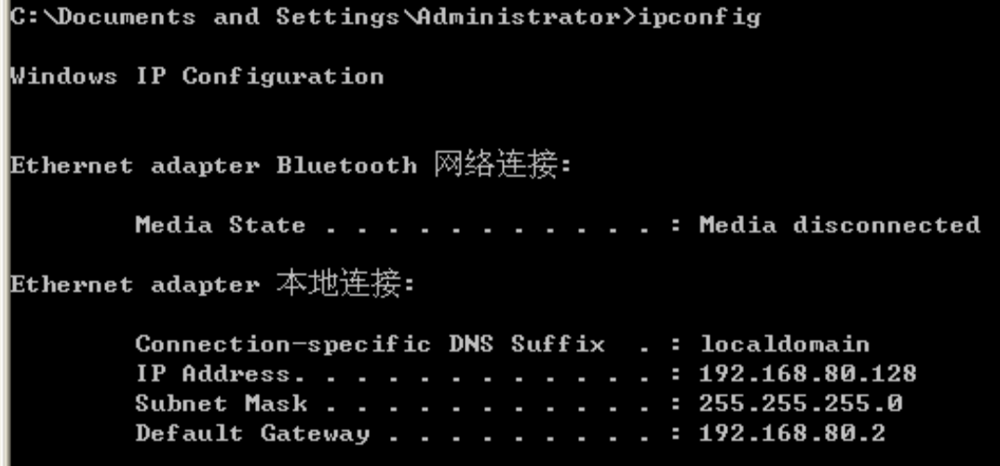 C:\Documents and Settings\Administrator>ipconfig
Windows IP Configuration
Ethernet adapter Bluetooth 网络连接:
Media State . . . . . . . . . . . : Media disconnected
Ethernet adapter 本地连接:
Connection-specific DNS Suffix  . : localdomain
IP Address. . . . . . . . . . . . : 192.168.80.128
Subnet Mask . . . . . . . . . . . : 255.255.255.0
Default Gateway . . . . . . . . . : 192.168.80.2